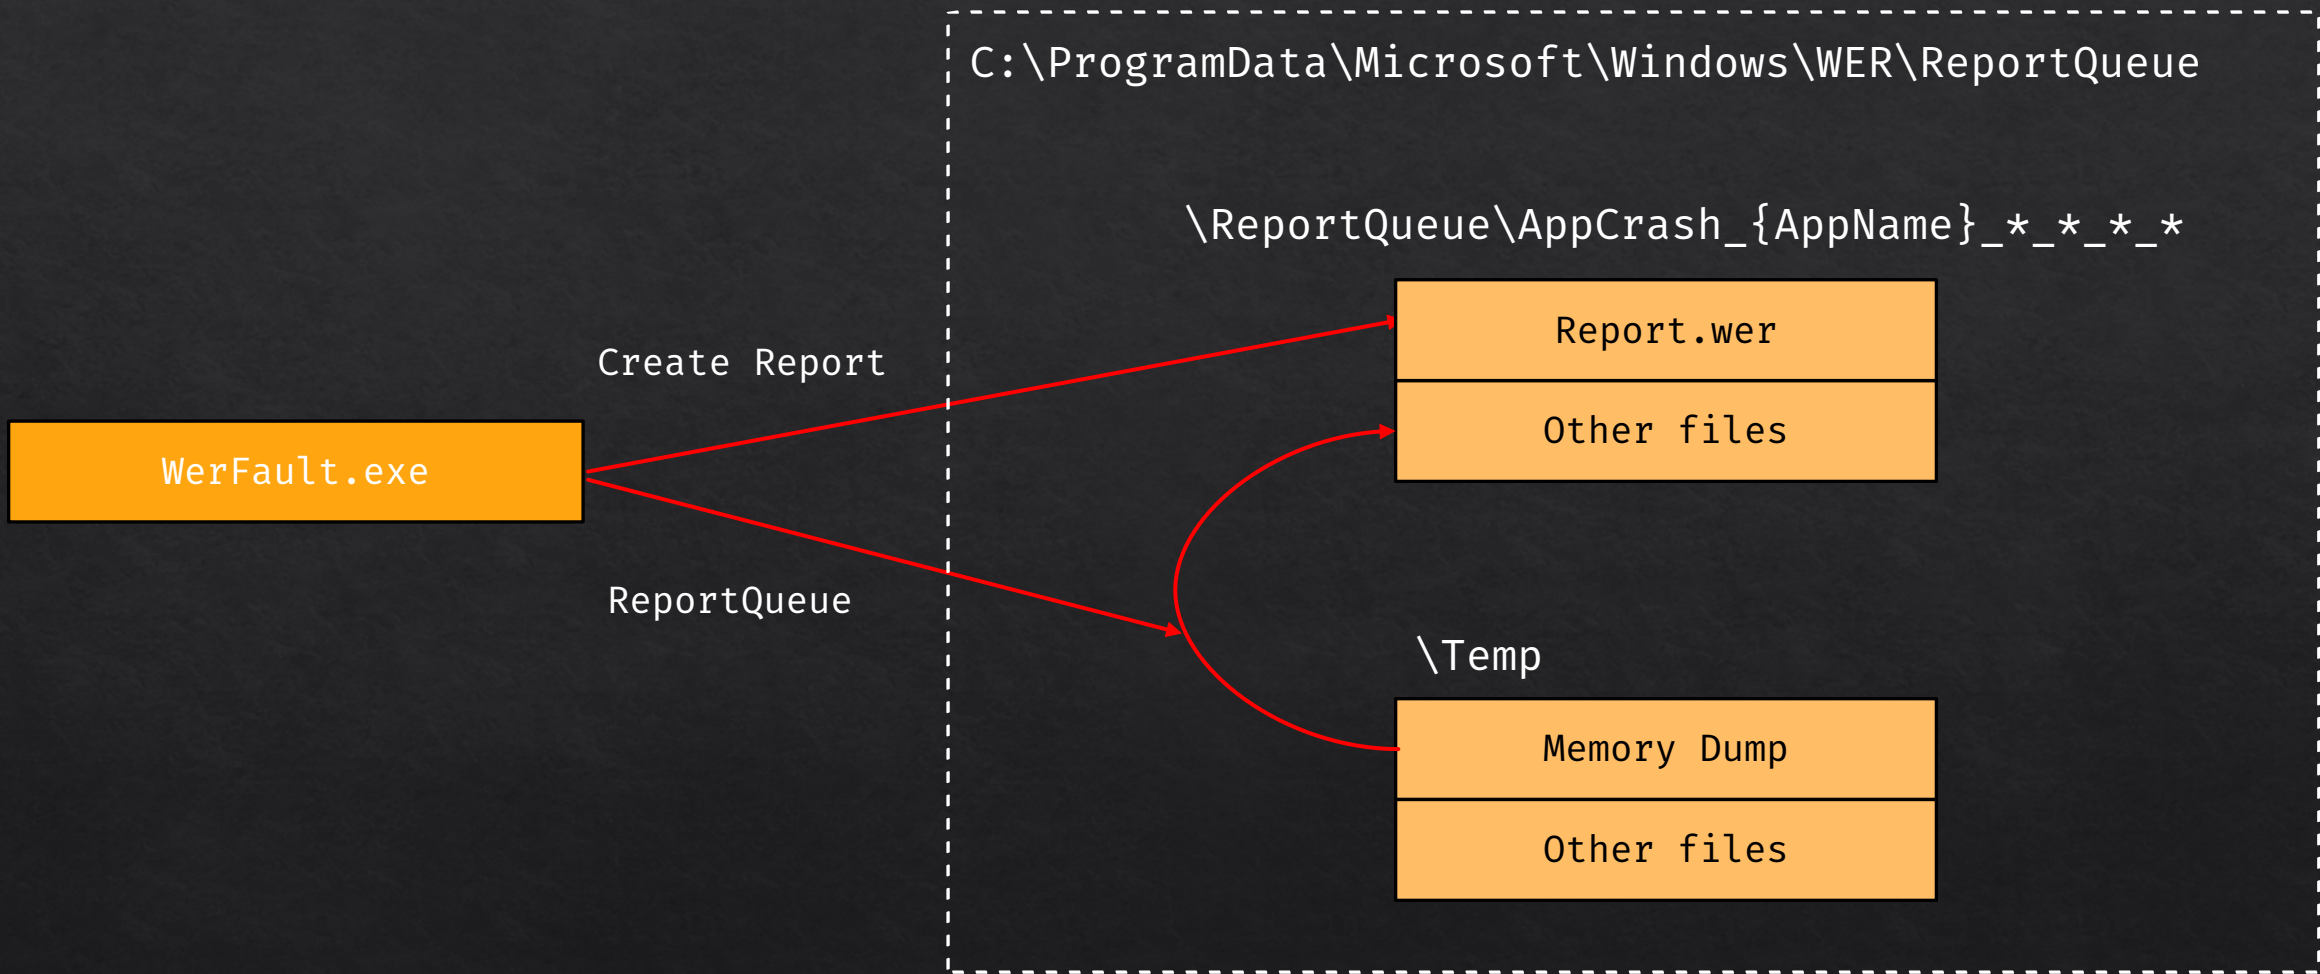 C:\ProgramData\Microsoft\Windows\WER\ReportQueue
\ReportQueue\AppCrash_{AppName}_*_*_*_*
Report.wer
Create Report
Other files
WerFault.exe
ReportQueue
\Temp
Memory Dump
Other files